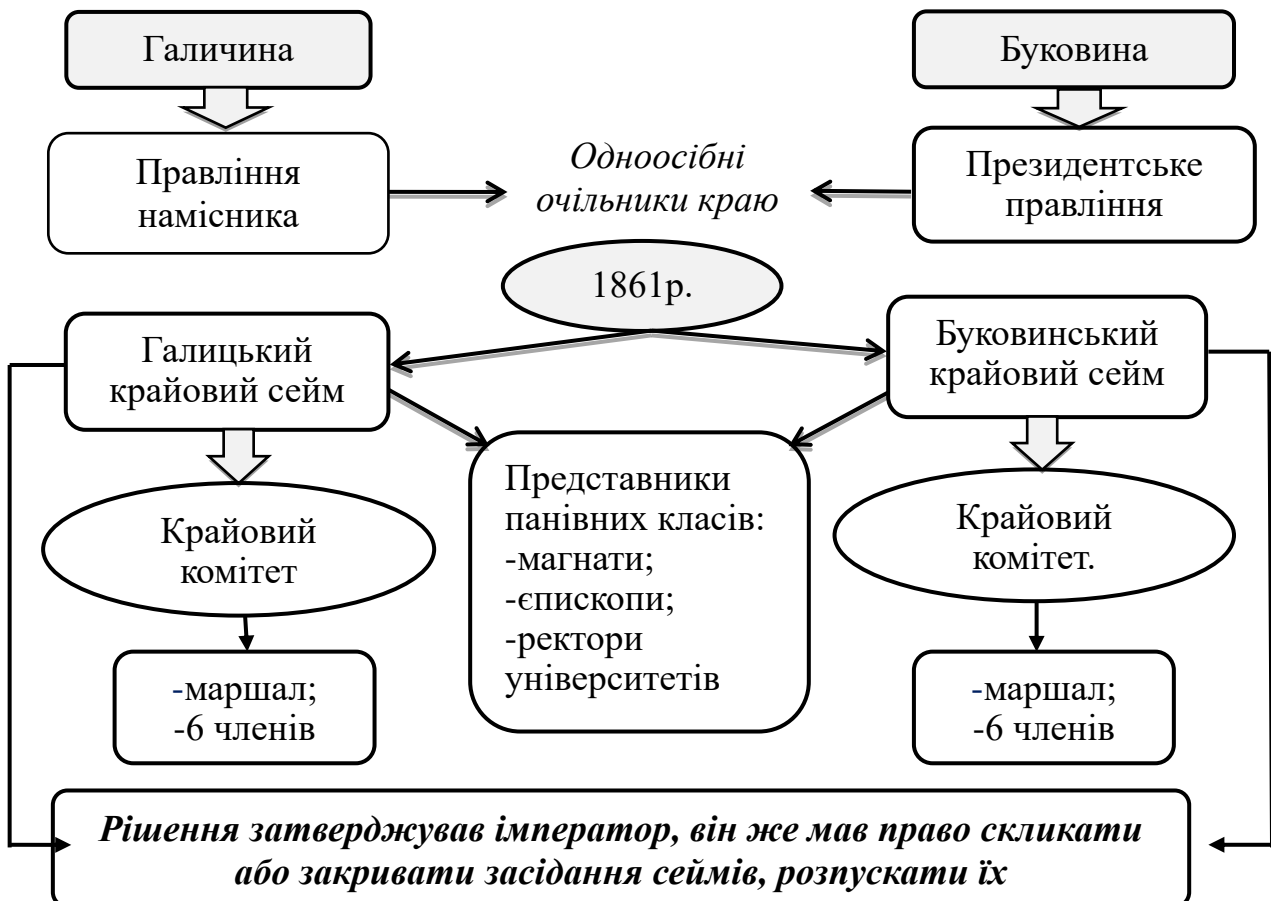 Галичина
Буковина
Правління
намісника
Одноосібні
очільники краю
Президентське
правління
1861р.
Галицький
крайовий сейм
Буковинський
крайовий сейм
Крайовий
комітет
Представники
панівних класів:
-магнати;
-єпископи;
-ректори
університетів
Крайовий
комітет.
-маршал;
-6 членів
-маршал;
-6 членів
Рішення затверджував імператор, він же мав право скликати
або закривати засідання сеймів, розпускати їх